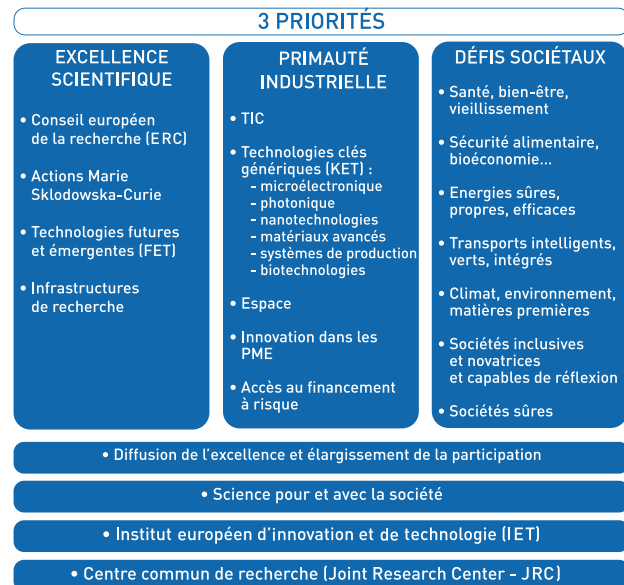 3 PRIORITÉS
EXCELLENCE
SCIENTIFIQUE
• Conseil européen
de la recherche (ERC)
• Actions Marie
Sklodowska-Curie
• Technologies futures
et émergentes (FET)
• Infrastructures
de recherche
PRIMAUTÉ
INDUSTRIELLE
• TIC
• Technologies clés
génériques (KET) :
- microélectronique
- photonique
- nanotechnologies
- matériaux avancés
- systèmes de production
- biotechnologies
• Espace
• Innovation dans les
PME
• Accès au financement
à risque
DÉFIS SOCIÉTAUX
• Santé, bien-être,
vieillissement
• Sécurité alimentaire,
bioéconomie...
• Energies sûres,
propres, efficaces
• Transports intelligents,
verts, intégrés
• Climat, environnement,
matières premières
• Sociétés inclusives
et novatrices
et capables de réflexion
• Sociétés sûres
• Diffusion de l'excellence et élargissement de la participation
• Science pour et avec la société
• Institut européen d'innovation et de technologie (IET)
• Centre commun de recherche (Joint Research Center - JRC)